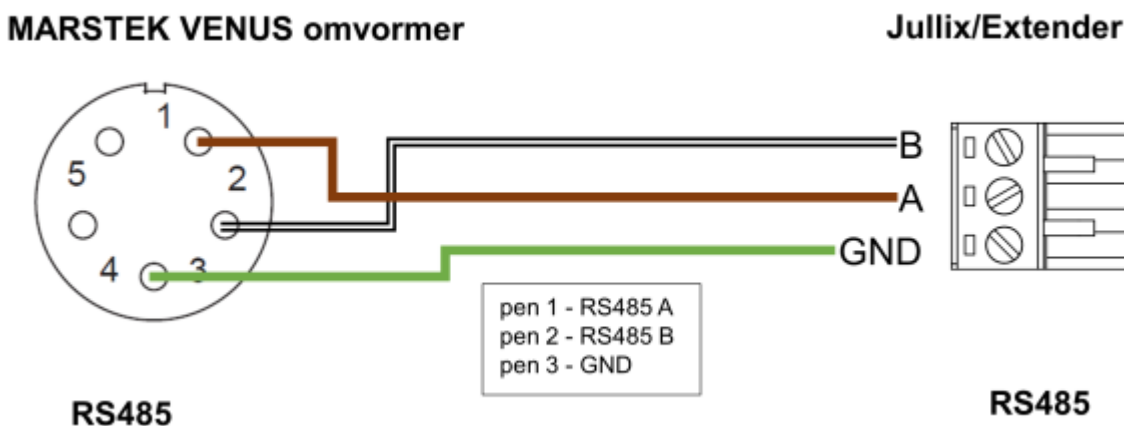 MARSTEK VENUS omvormer
Jullix/Extender
1
2
3
4
5
B
A
GND
pen 1 - RS485 A
pen 2 - RS485 B
pen 3 - GND
RS485
RS485